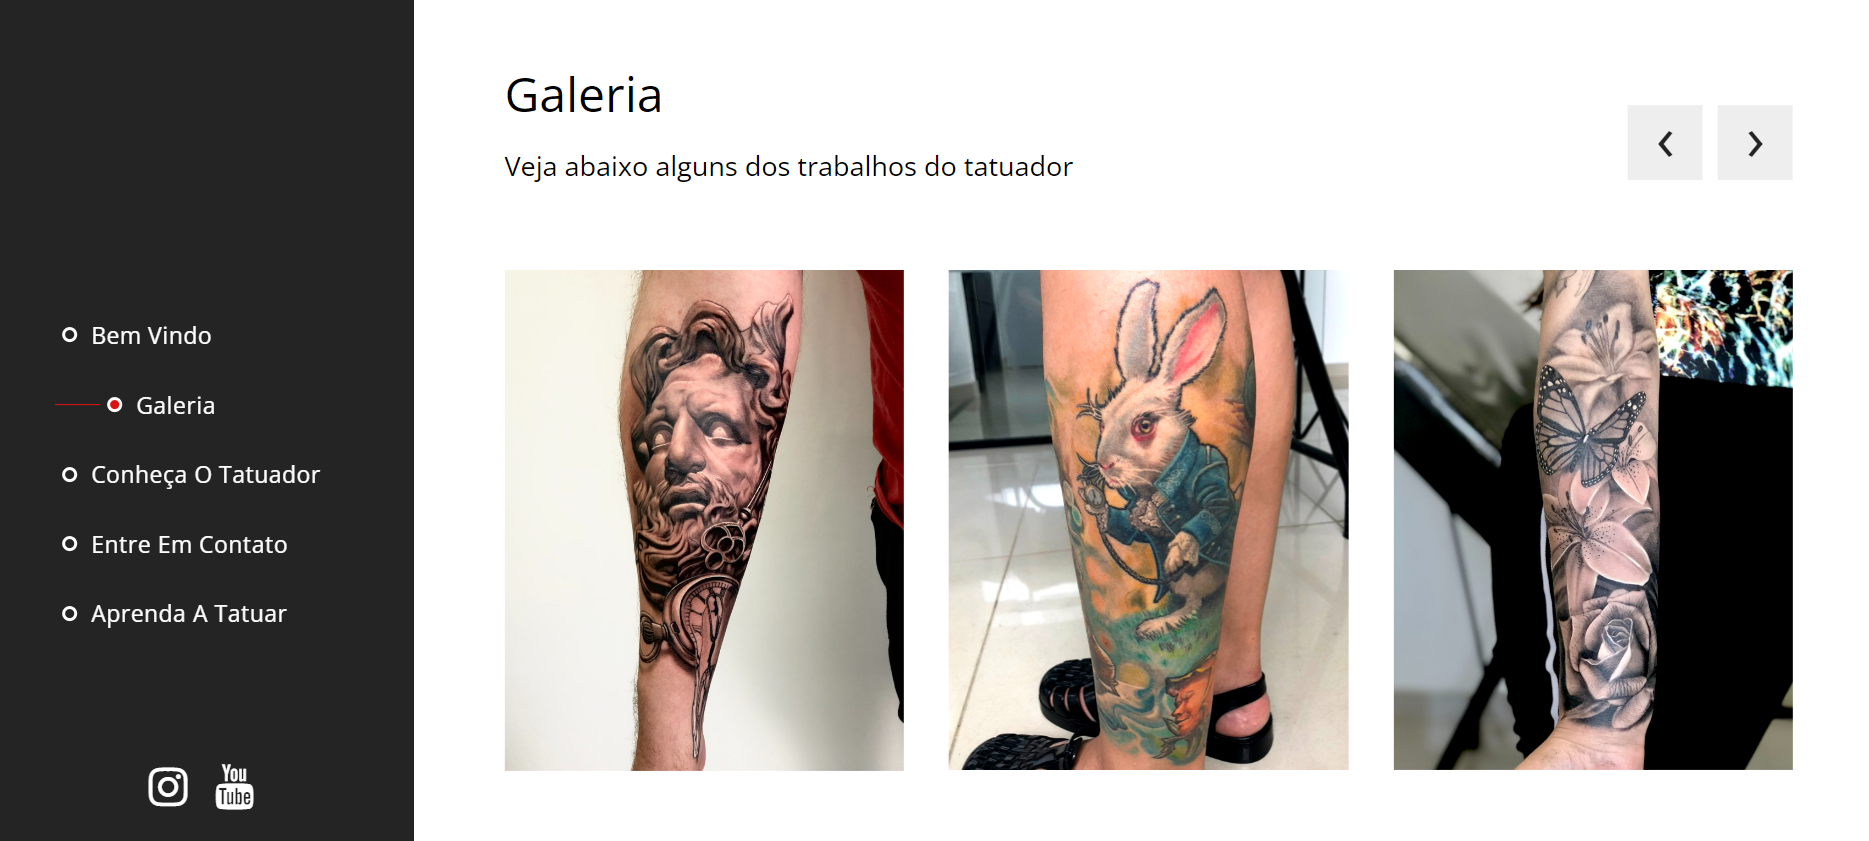 Galeria
Veja abaixo alguns dos trabalhos do tatuador
Bem Vindo
Galeria
Conheça O Tatuador
Entre Em Contato
Aprenda A Tatuar
You
Tube